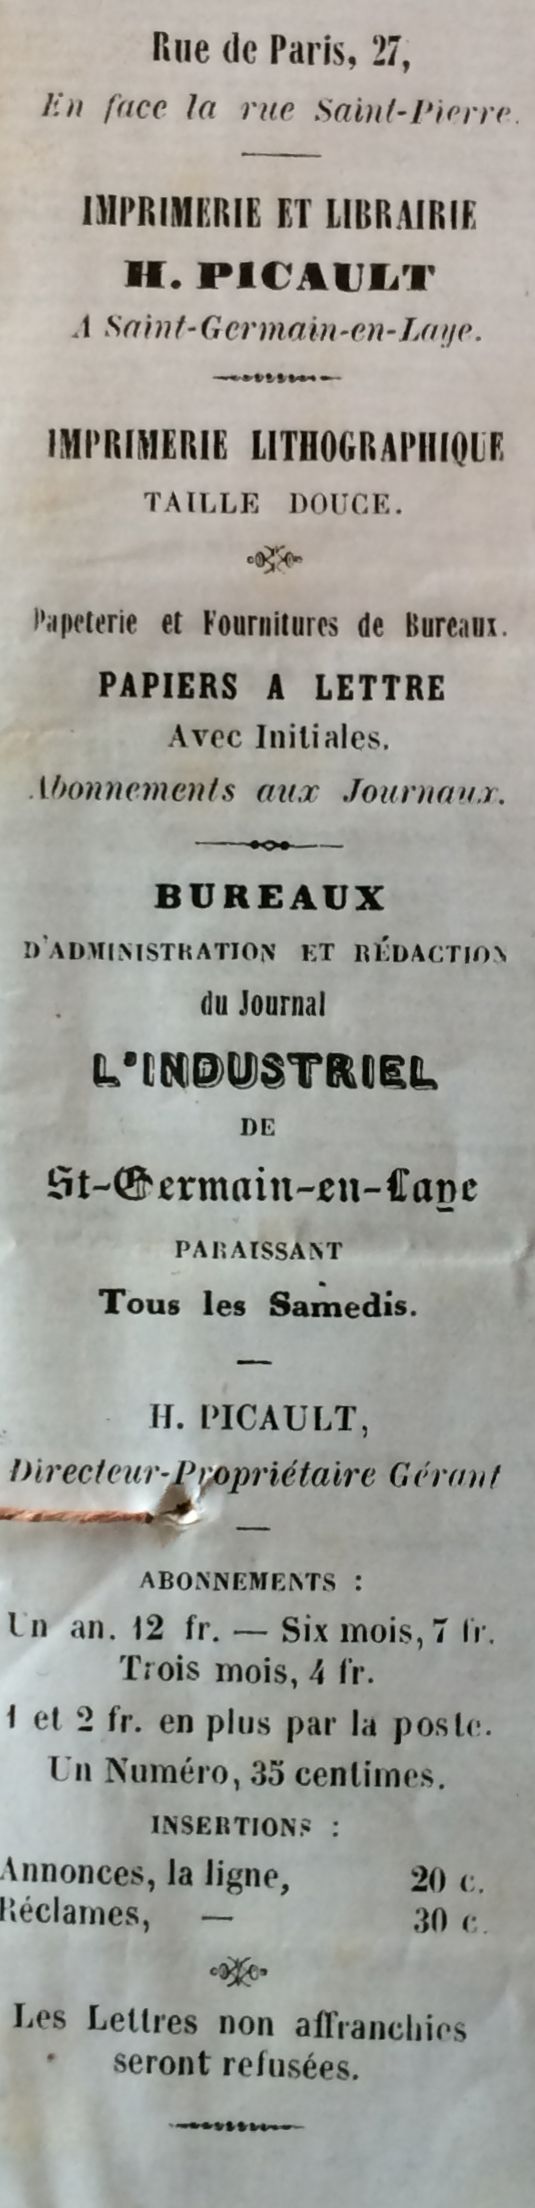 Rue de Paris, 27,
En face la rue Saint-Pierre.
IMPRIMERIE ET LIBRAIRIE
H. PICAULT
A Saint-Germain-en-Laye.
IMPRIMERIE LITHOGRAPHIQUE
TAILLE DOUCE.
Papeterie et Fournitures de Bureaux.
PAPIERS A LETTRE
Avec Initiales.
Abonnements aux Journaux.
BUREAUX
D'ADMINISTRATION ET RÉDACTION
du Journal
L'INDUSTRIEL
DE
St-Germain-en-Laye
PARAISSANT
Tous les Samedis.
H. PICAULT,
Directeur-Propriétaire Gérant
ABONNEMENTS :
Un an. 12 fr. — Six mois, 7 fr.
Trois mois, 4 fr.
1 et 2 fr. en plus par la poste.
Un Numéro, 35 centimes.
INSERTIONS :
Annonces, la ligne, 20 c.
Réclames, — 30 c.
Les Lettres non affranchies
seront refusées.